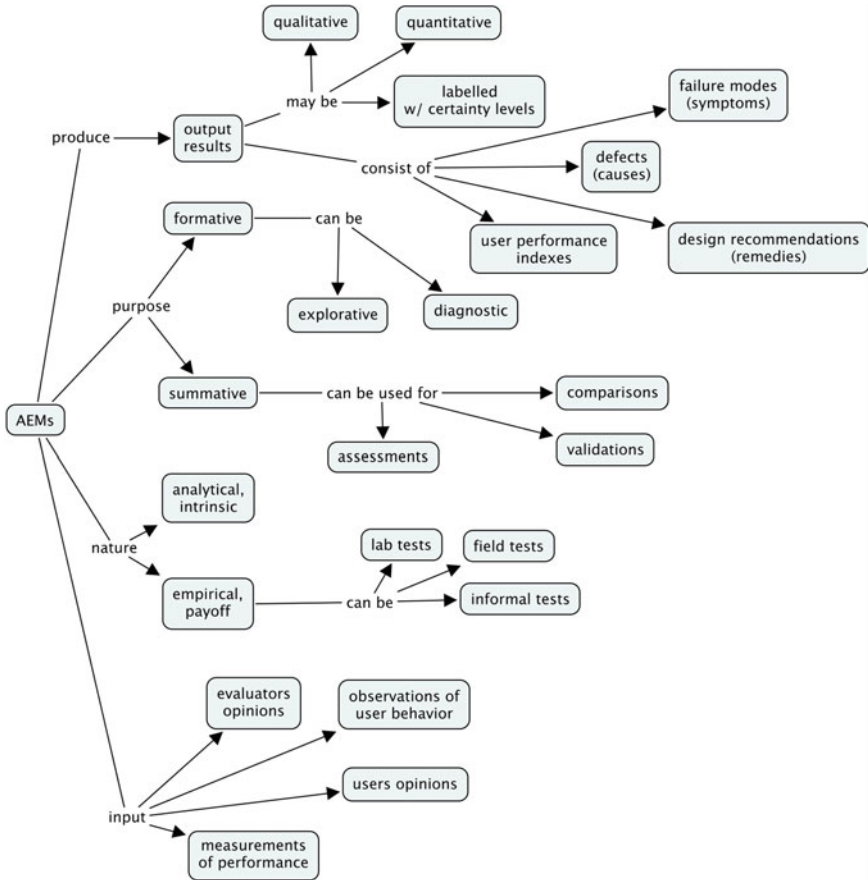 qualitative
quantitative
may be
labelled
w/ certainty levels
failure modes
(symptoms)
produce
output
results
consist of
defects
(causes)
user performance
indexes
design recommendations
(remedies)
formative
can be
explorative
diagnostic
purpose
summative
can be used for
comparisons
assessments
validations
AEMs
analytical,
intrinsic
nature
empirical,
payoff
can be
lab tests
field tests
informal tests
evaluators
opinions
observations of
user behavior
users opinions
input
measurements
of performance